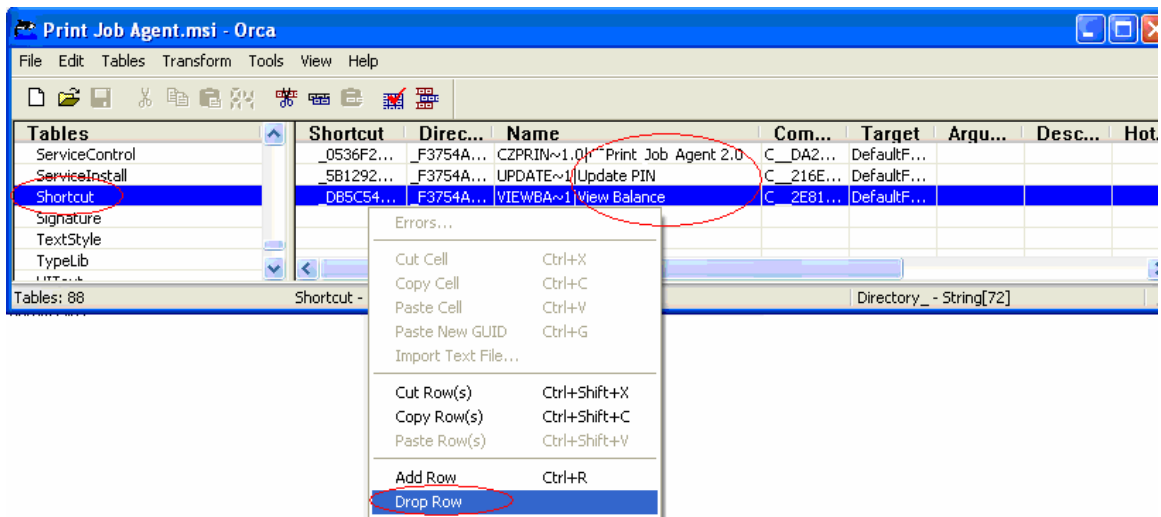 Print Job Agent.msi - Orca
File Edit Tables Transform Tools View Help
Tables Shortcut Direc... Name Com... Target Argu... Desc... Hot.
ServiceControl _0536F2... _F3754A... CZPRIN~1.0|Print Job Agent 2.0 C__DA2... DefaultF...
ServiceInstall _5B1292... _F3754A... UPDATE~1|Update PIN C__216E... DefaultF...
Shortcut _DB5C54... _F3754A... VIEWBA~1|View Balance C__2E81... DefaultF...
Signature
TextStyle
TypeLib
Tables: 88 Shortcut - Directory_ - String[72]
Errors...
Cut Cell Ctrl+X
Copy Cell Ctrl+C
Paste Cell Ctrl+V
Paste New GUID Ctrl+G
Import Text File...
Cut Row(s) Ctrl+Shift+X
Copy Row(s) Ctrl+Shift+C
Paste Row(s) Ctrl+Shift+V
Add Row Ctrl+R
Drop Row